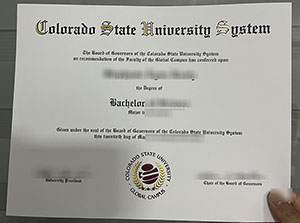 Colorado State University System
The Board of Governors of the Colorado State University System
on recommendation of the Faculty of the Global Campus has conferred upon
the Degree of
Bachelor
Major
Given under the seal of the Board of Governors of the Colorado State University System
this twentieth day of
COLORADO STATE UNIVERSITY
GLOBAL CAMPUS
University President
Chair of the Board of Governors